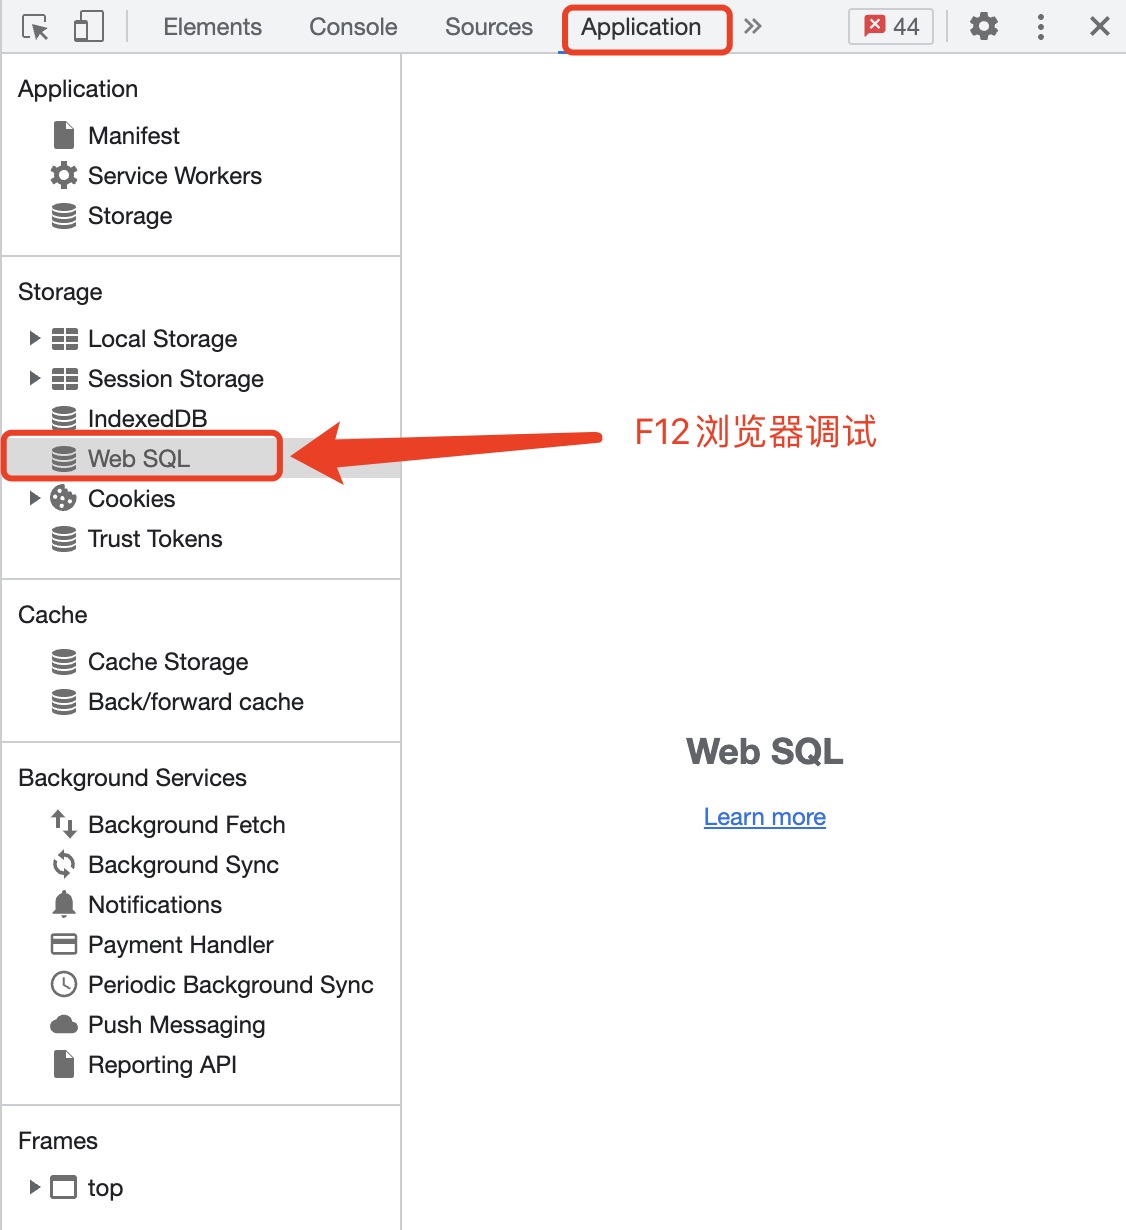 Elements Console Sources Application 44
Application
Manifest
Service Workers
Storage
Storage
Local Storage
Session Storage
IndexedDB
F12浏览器调试
Web SQL
Cookies
Trust Tokens
Cache
Cache Storage
Back/forward cache
Web SQL
Learn more
Background Services
Background Fetch
Background Sync
Notifications
Payment Handler
Periodic Background Sync
Push Messaging
Reporting API
Frames
top